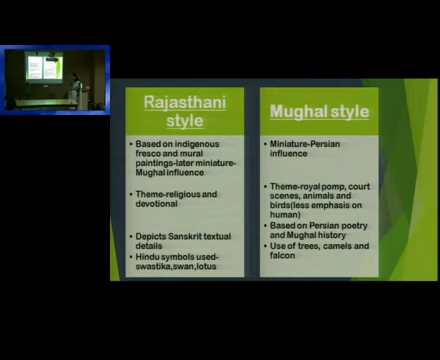 Rajasthani
style
• Based on indigenous
fresco and mural
paintings-later miniature-
Mughal influence
• Theme-religious and
devotional
• Depicts Sanskrit textual
details
• Hindu symbols used-
swastika,swan,lotus
Mughal style
• Miniature-Persian
influence
• Theme-royal pomp, court
scenes, animals and
birds(less emphasis on
human)
• Based on Persian poetry
and Mughal history
• Use of trees, camels and
falcon